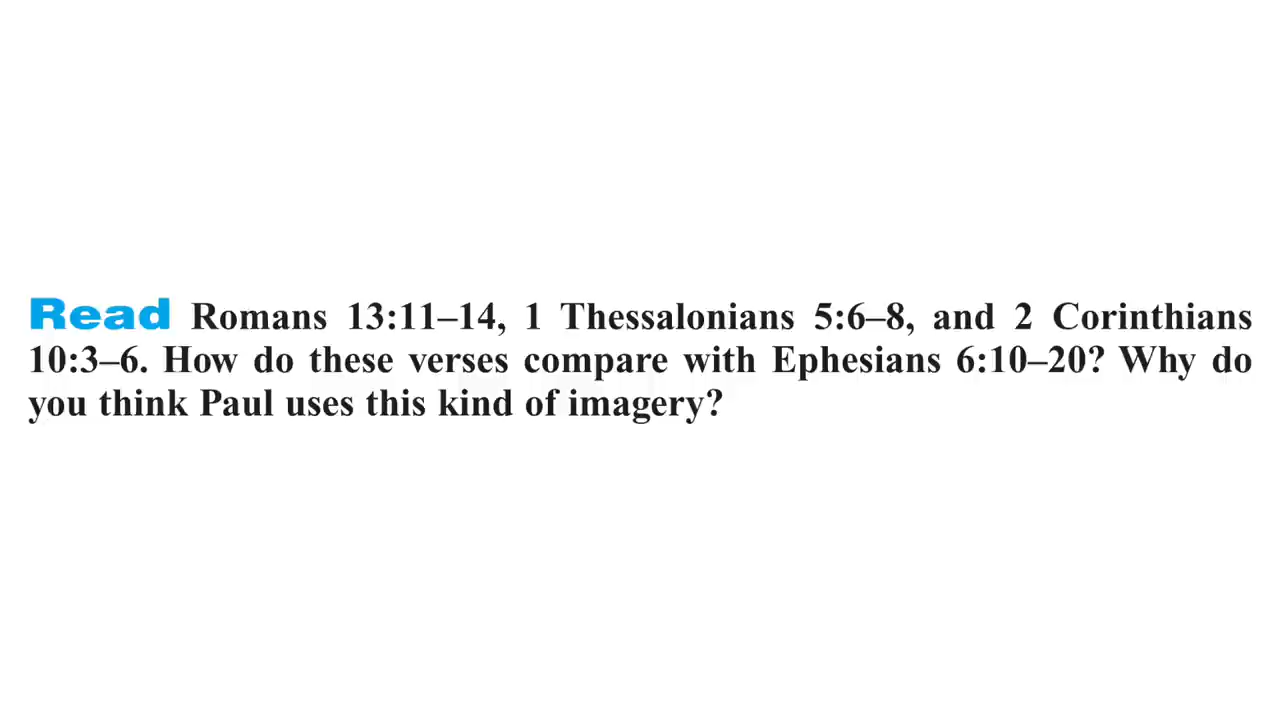 Read Romans 13:11–14, 1 Thessalonians 5:6–8, and 2 Corinthians
10:3–6. How do these verses compare with Ephesians 6:10–20? Why do
you think Paul uses this kind of imagery?